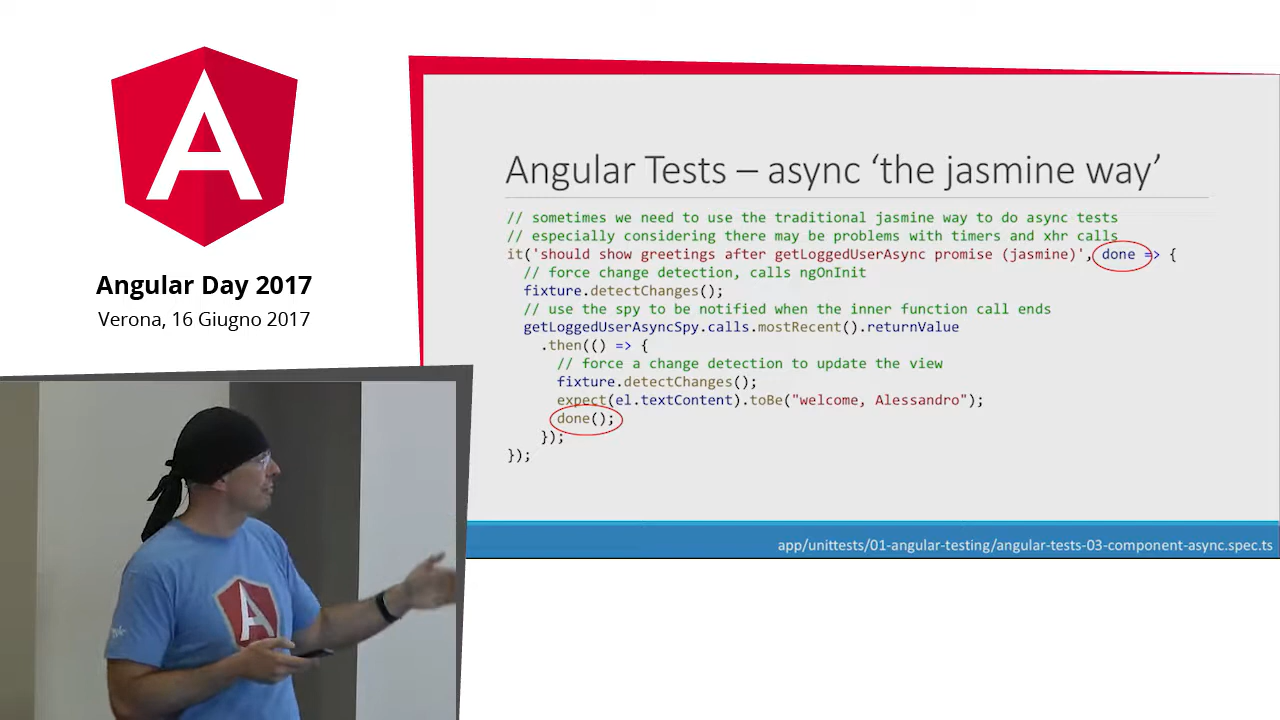 Angular Day 2017
Verona, 16 Giugno 2017
Angular Tests – async ‘the jasmine way’
// sometimes we need to use the traditional jasmine way to do async tests
// especially considering there may be problems with timers and xhr calls
it('should show greetings after getLoggedUserAsync promise (jasmine)', done => {
// force change detection, calls ngOnInit
fixture.detectChanges();
// use the spy to be notified when the inner function call ends
getLoggedUserAsyncSpy.calls.mostRecent().returnValue
.then(() => {
// force a change detection to update the view
fixture.detectChanges();
expect(el.textContent).toBe("welcome, Alessandro");
done();
});
});
app/unittests/01-angular-testing/angular-tests-03-component-async.spec.ts
A
A